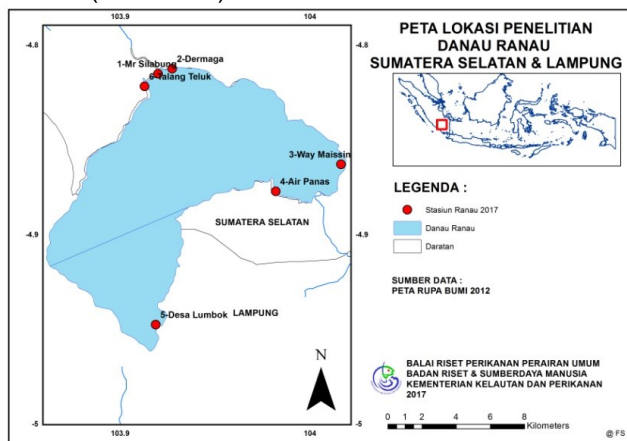 103.9 104
-4.8 -4.8
1-Mr Silabung
2-Dermaga
6-Talang Teluk
3-Way Maissin
4-Air Panas
SUMATERA SELATAN
-4.9 -4.9
5-Desa Lumbok
LAMPUNG
N
-5 -5
103.9 104
PETA LOKASI PENELITIAN
DANAU RANAU
SUMATERA SELATAN & LAMPUNG
LEGENDA :
Stasiun Ranau 2017
Danau Ranau
Daratan
SUMBER DATA :
PETA RUPA BUMI 2012
BALAI RISET PERIKANAN PERAIRAN UMUM
BADAN RISET & SUMBERDAYA MANUSIA
KEMENTERIAN KELAUTAN DAN PERIKANAN
2017
0 1 2 4 6 8
Kilometers
@ FS